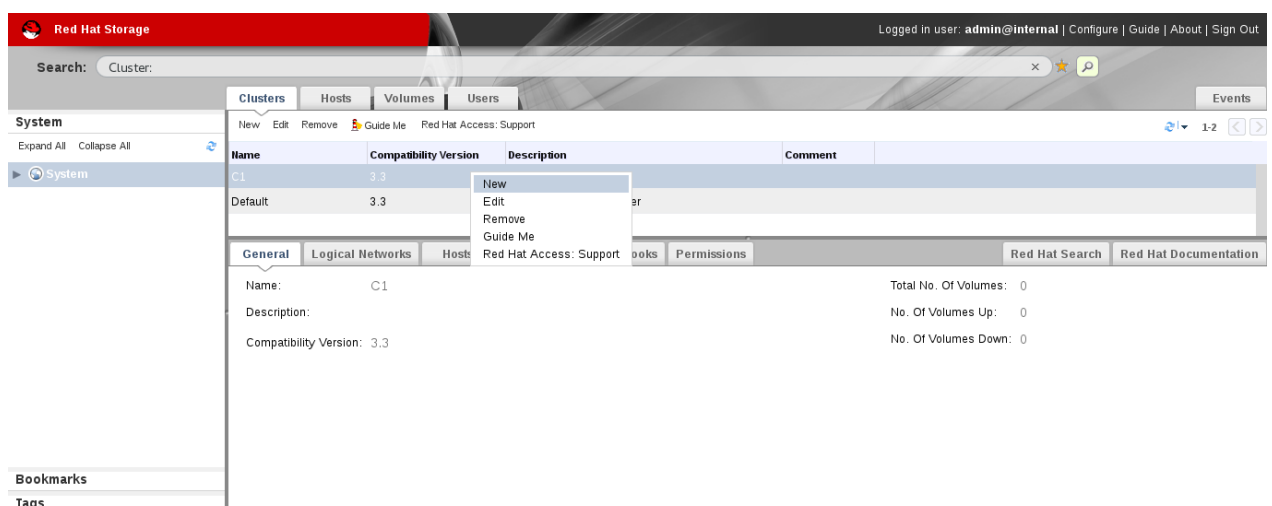 Red Hat Storage
Logged in user: admin@internal | Configure | Guide | About | Sign Out
Search: Cluster:
Clusters Hosts Volumes Users Events
System
New Edit Remove Guide Me Red Hat Access: Support 1-2
Expand All Collapse All
Name Compatibility Version Description Comment
System
C1 3.3
Default 3.3 er
New
Edit
Remove
Guide Me
Red Hat Access: Support
General Logical Networks Hosts ooks Permissions Red Hat Search Red Hat Documentation
Name: C1 Total No. Of Volumes: 0
Description: No. Of Volumes Up: 0
Compatibility Version: 3.3 No. Of Volumes Down: 0
Bookmarks
Tags